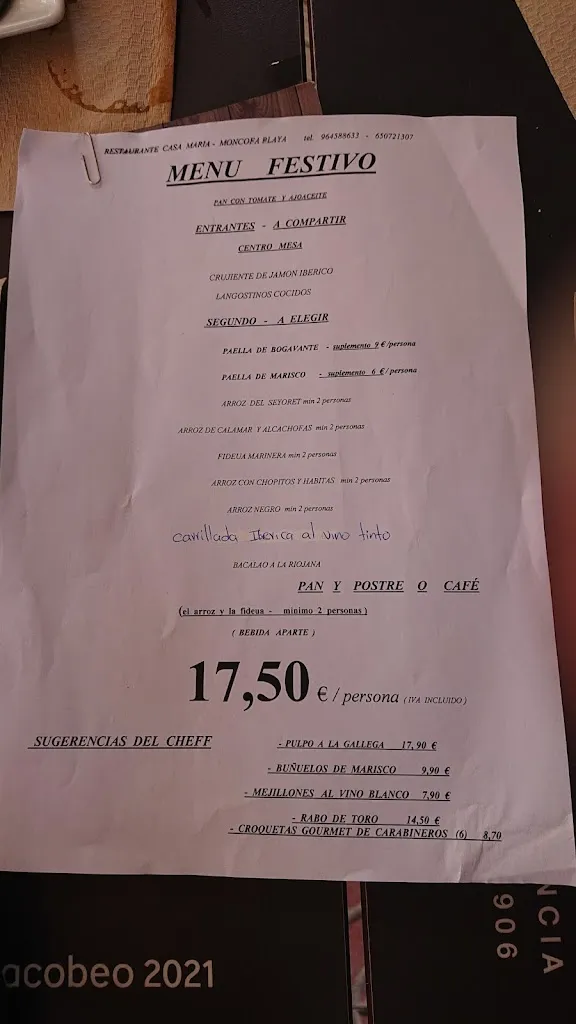 RESTAURANTE CASA MARIA - MONCOFA PLAYA tel. 964588633 - 650721307
MENU FESTIVO
PAN CON TOMATE Y AJOACEITE
ENTRANTES - A COMPARTIR
CENTRO MESA
CRUJIENTE DE JAMON IBERICO
LANGOSTINOS COCIDOS
SEGUNDO - A ELEGIR
PAELLA DE BOGAVANTE - suplemento 9 €/persona
PAELLA DE MARISCO - suplemento 6 €/persona
ARROZ DEL SEYORET min 2 personas
ARROZ DE CALAMAR Y ALCACHOFAS min 2 personas
FIDEUA MARINERA min 2 personas
ARROZ CON CHOPITOS Y HABITAS min 2 personas
ARROZ NEGRO min 2 personas
carrillada Iberica al vino tinto
BACALAO A LA RIOJANA
PAN Y POSTRE O CAFÉ
(el arroz y la fideua - minimo 2 personas)
( BEBIDA APARTE )
17,50 € / persona ( IVA INCLUIDO )
SUGERENCIAS DEL CHEFF
- PULPO A LA GALLEGA 17,90 €
- BUÑUELOS DE MARISCO 9,90 €
- MEJILLONES AL VINO BLANCO 7,90 €
- RABO DE TORO 14,50 €
- CROQUETAS GOURMET DE CARABINEROS (6) 8,70
acobeo 2021
NCIA
906